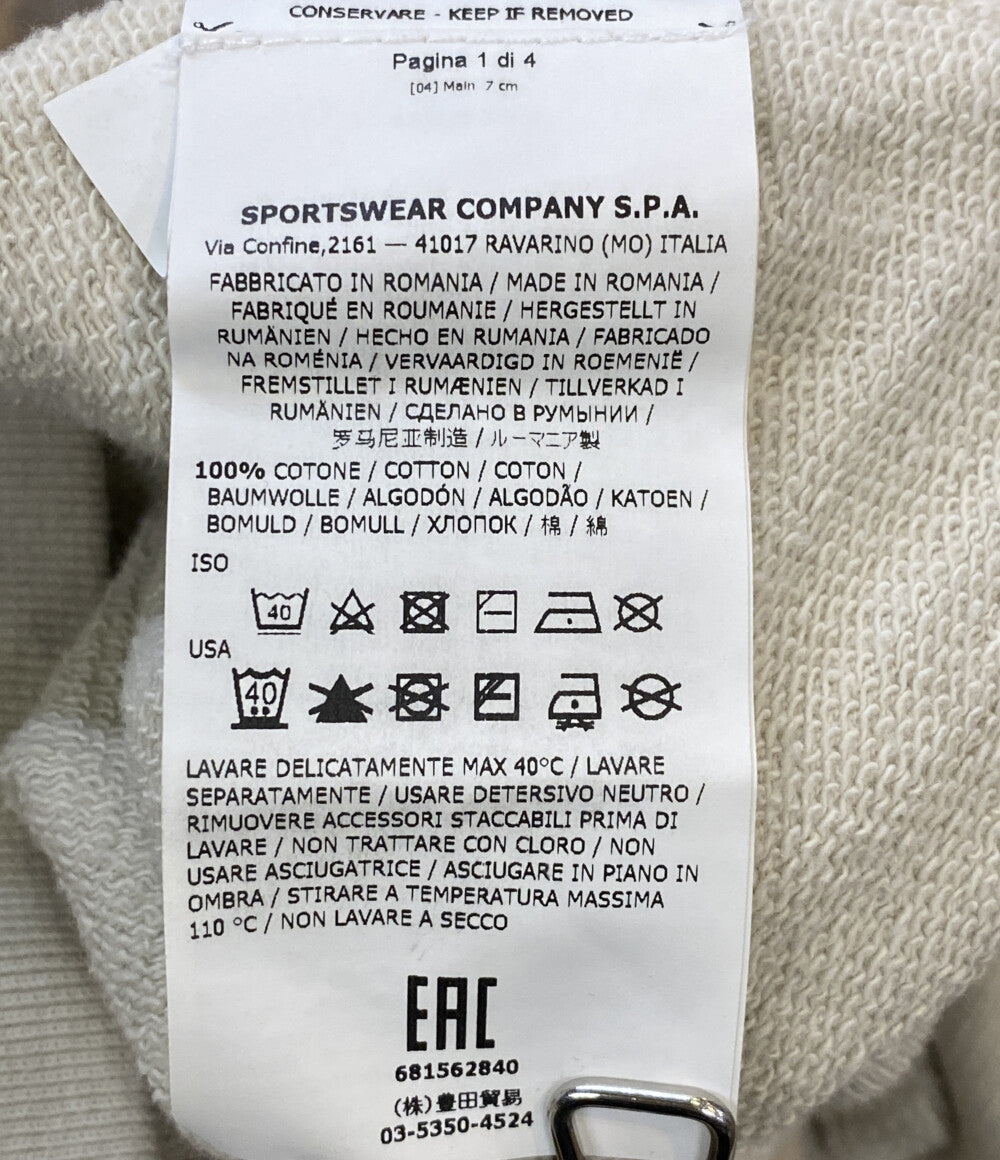 CONSERVARE - KEEP IF REMOVED
Pagina 1 di 4
[04] Main 7 cm
SPORTSWEAR COMPANY S.P.A.
Via Confine,2161 — 41017 RAVARINO (MO) ITALIA
FABBRICATO IN ROMANIA / MADE IN ROMANIA /
FABRIQUÉ EN ROUMANIE / HERGESTELLT IN
RUMÄNIEN / HECHO EN RUMANIA / FABRICADO
NA ROMÉNIA / VERVAARDIGD IN ROEMENIË /
FREMSTILLET I RUMÆNIEN / TILLVERKAD I
RUMÄNIEN / СДЕЛАНО В РУМЫНИИ /
罗马尼亚制造 / ルーマニア製
100% COTONE / COTTON / COTON /
BAUMWOLLE / ALGODÓN / ALGODÃO / KATOEN /
BOMULD / BOMULL / ХЛОПОК / 棉 / 綿
ISO
40
USA
40
LAVARE DELICATAMENTE MAX 40°C / LAVARE
SEPARATAMENTE / USARE DETERSIVO NEUTRO /
RIMUOVERE ACCESSORI STACCABILI PRIMA DI
LAVARE / NON TRATTARE CON CLORO / NON
USARE ASCIUGATRICE / ASCIUGARE IN PIANO IN
OMBRA / STIRARE A TEMPERATURA MASSIMA
110 °C / NON LAVARE A SECCO
EAC
681562840
(株)豊田貿易
03-5350-4524